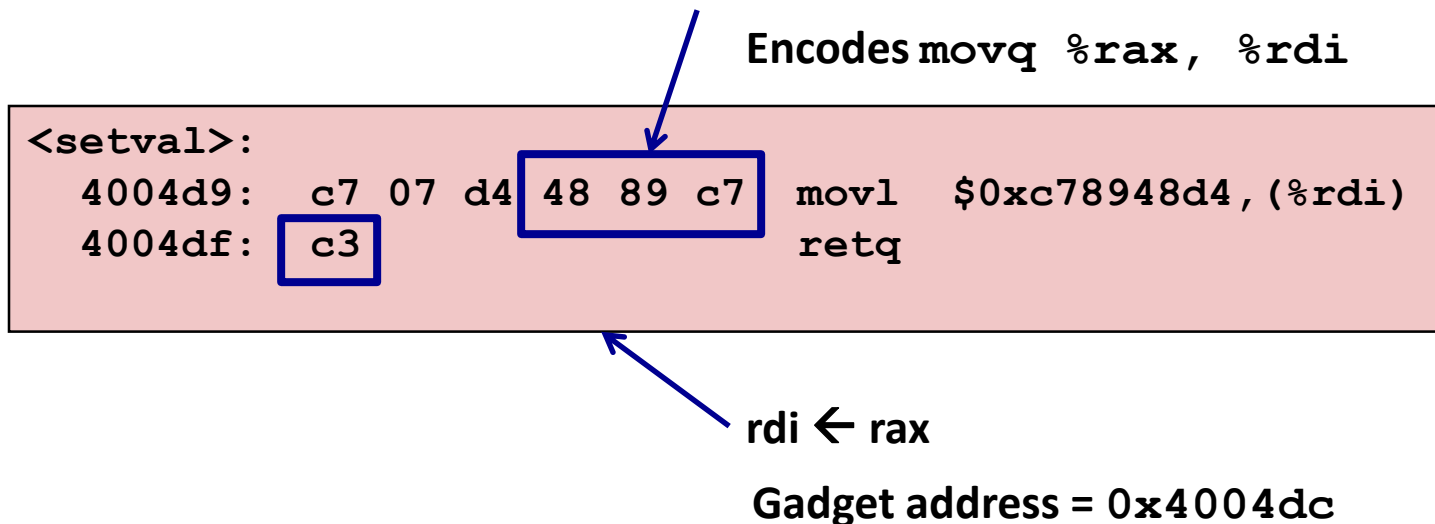 Encodes movq %rax, %rdi
<setval>:
4004d9: c7 07 d4 48 89 c7 movl $0xc78948d4,(%rdi)
4004df: c3 retq
rdi ← rax
Gadget address = 0x4004dc